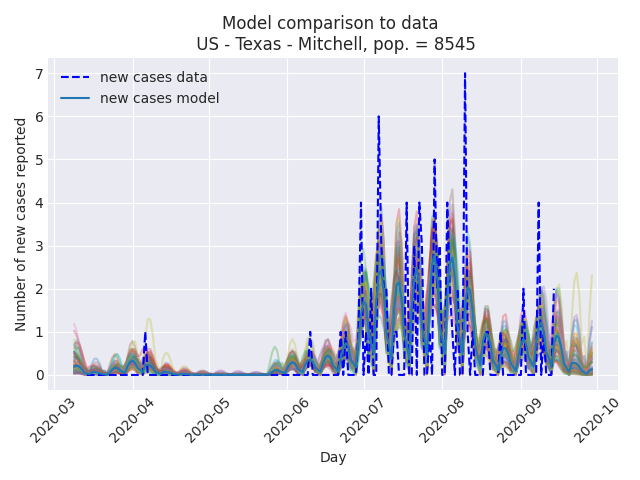 Model comparison to data
US - Texas - Mitchell, pop. = 8545
new cases data
new cases model
Number of new cases reported
7
6
5
4
3
2
1
0
2020-03
2020-04
2020-05
2020-06
2020-07
2020-08
2020-09
2020-10
Day